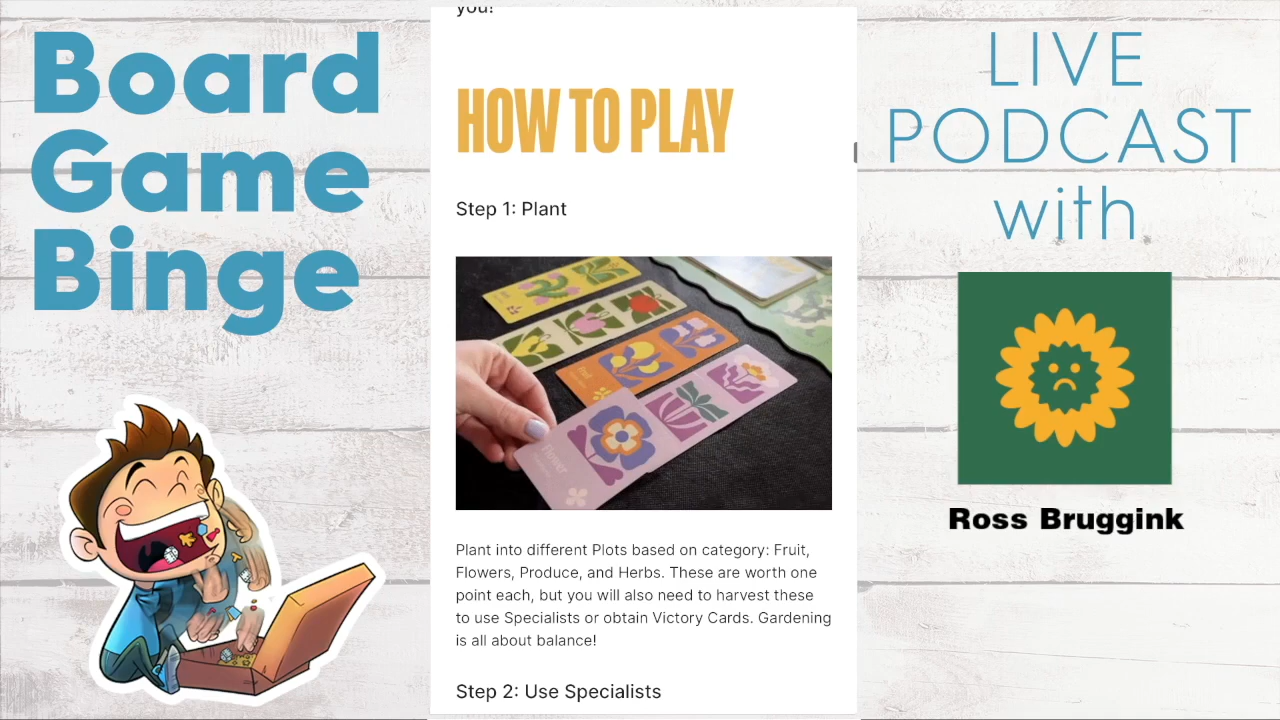 Board
Game
Binge
you!
HOW TO PLAY
Step 1: Plant
Flower
Plant into different Plots based on category: Fruit,
Flowers, Produce, and Herbs. These are worth one
point each, but you will also need to harvest these
to use Specialists or obtain Victory Cards. Gardening
is all about balance!
Step 2: Use Specialists
LIVE
PODCAST
with
Ross Bruggink